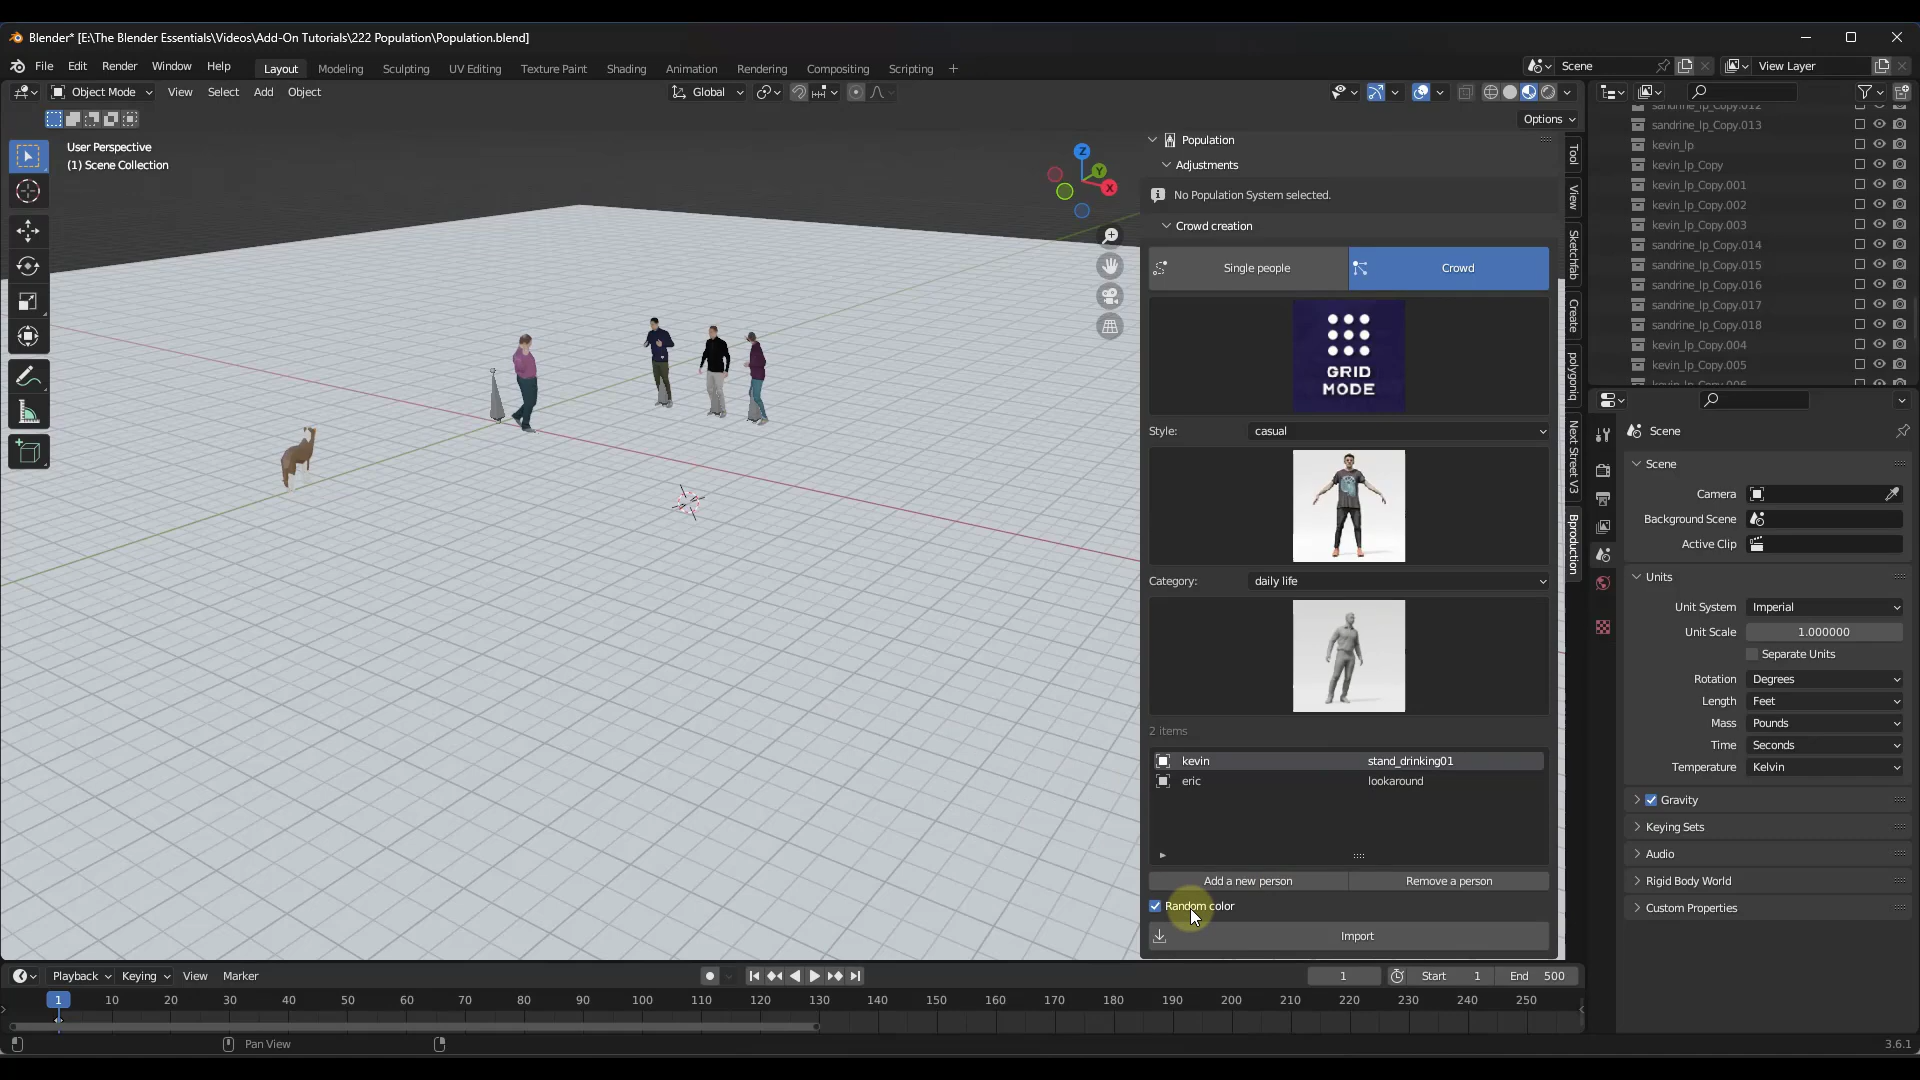 Blender* [E:\The Blender Essentials\Videos\Add-On Tutorials\222 Population\Population.blend]
File Edit Render Window Help
Layout Modeling Sculpting UV Editing Texture Paint Shading Animation Rendering Compositing Scripting +
Scene
View Layer
Object Mode View Select Add Object
Global
Options
User Perspective
(1) Scene Collection
Z
Y
X
Population
Adjustments
No Population System selected.
Crowd creation
Single people
Crowd
GRID
MODE
Style: casual
Category: daily life
2 items
kevin stand_drinking01
eric lookaround
Add a new person
Remove a person
Random color
Import
Tool
View
Sketchfab
Create
polygoniq
Next Street V3
Bproduction
sandrine_lp_Copy.012
sandrine_lp_Copy.013
kevin_lp
kevin_lp_Copy
kevin_lp_Copy.001
kevin_lp_Copy.002
kevin_lp_Copy.003
sandrine_lp_Copy.014
sandrine_lp_Copy.015
sandrine_lp_Copy.016
sandrine_lp_Copy.017
sandrine_lp_Copy.018
kevin_lp_Copy.004
kevin_lp_Copy.005
kevin_lp_Copy.006
Scene
Scene
Camera
Background Scene
Active Clip
Units
Unit System Imperial
Unit Scale 1.000000
Separate Units
Rotation Degrees
Length Feet
Mass Pounds
Time Seconds
Temperature Kelvin
Gravity
Keying Sets
Audio
Rigid Body World
Custom Properties
Playback Keying View Marker
1 Start 1 End 500
1 10 20 30 40 50 60 70 80 90 100 110 120 130 140 150 160 170 180 190 200 210 220 230 240 250
Pan View
3.6.1